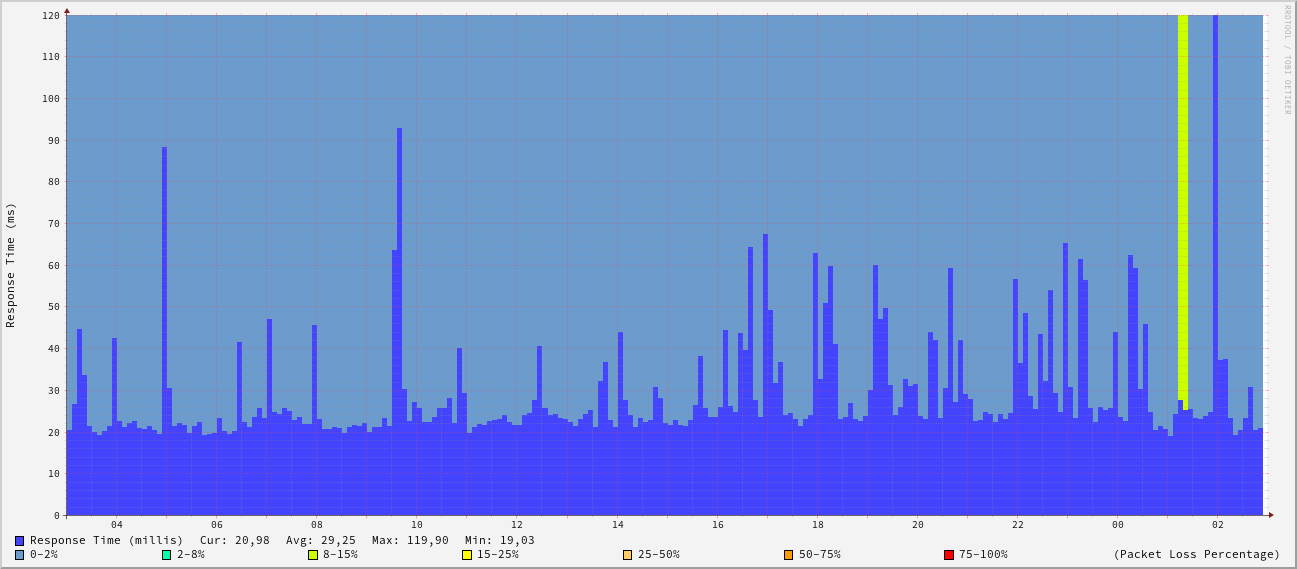 RRDTOOL / TOBI OETIKER
Response Time (ms)
120
110
100
90
80
70
60
50
40
30
20
10
0
04 06 08 10 12 14 16 18 20 22 00 02
Response Time (millis) Cur: 20,98 Avg: 29,25 Max: 119,90 Min: 19,03
0-2% 2-8% 8-15% 15-25% 25-50% 50-75% 75-100% (Packet Loss Percentage)